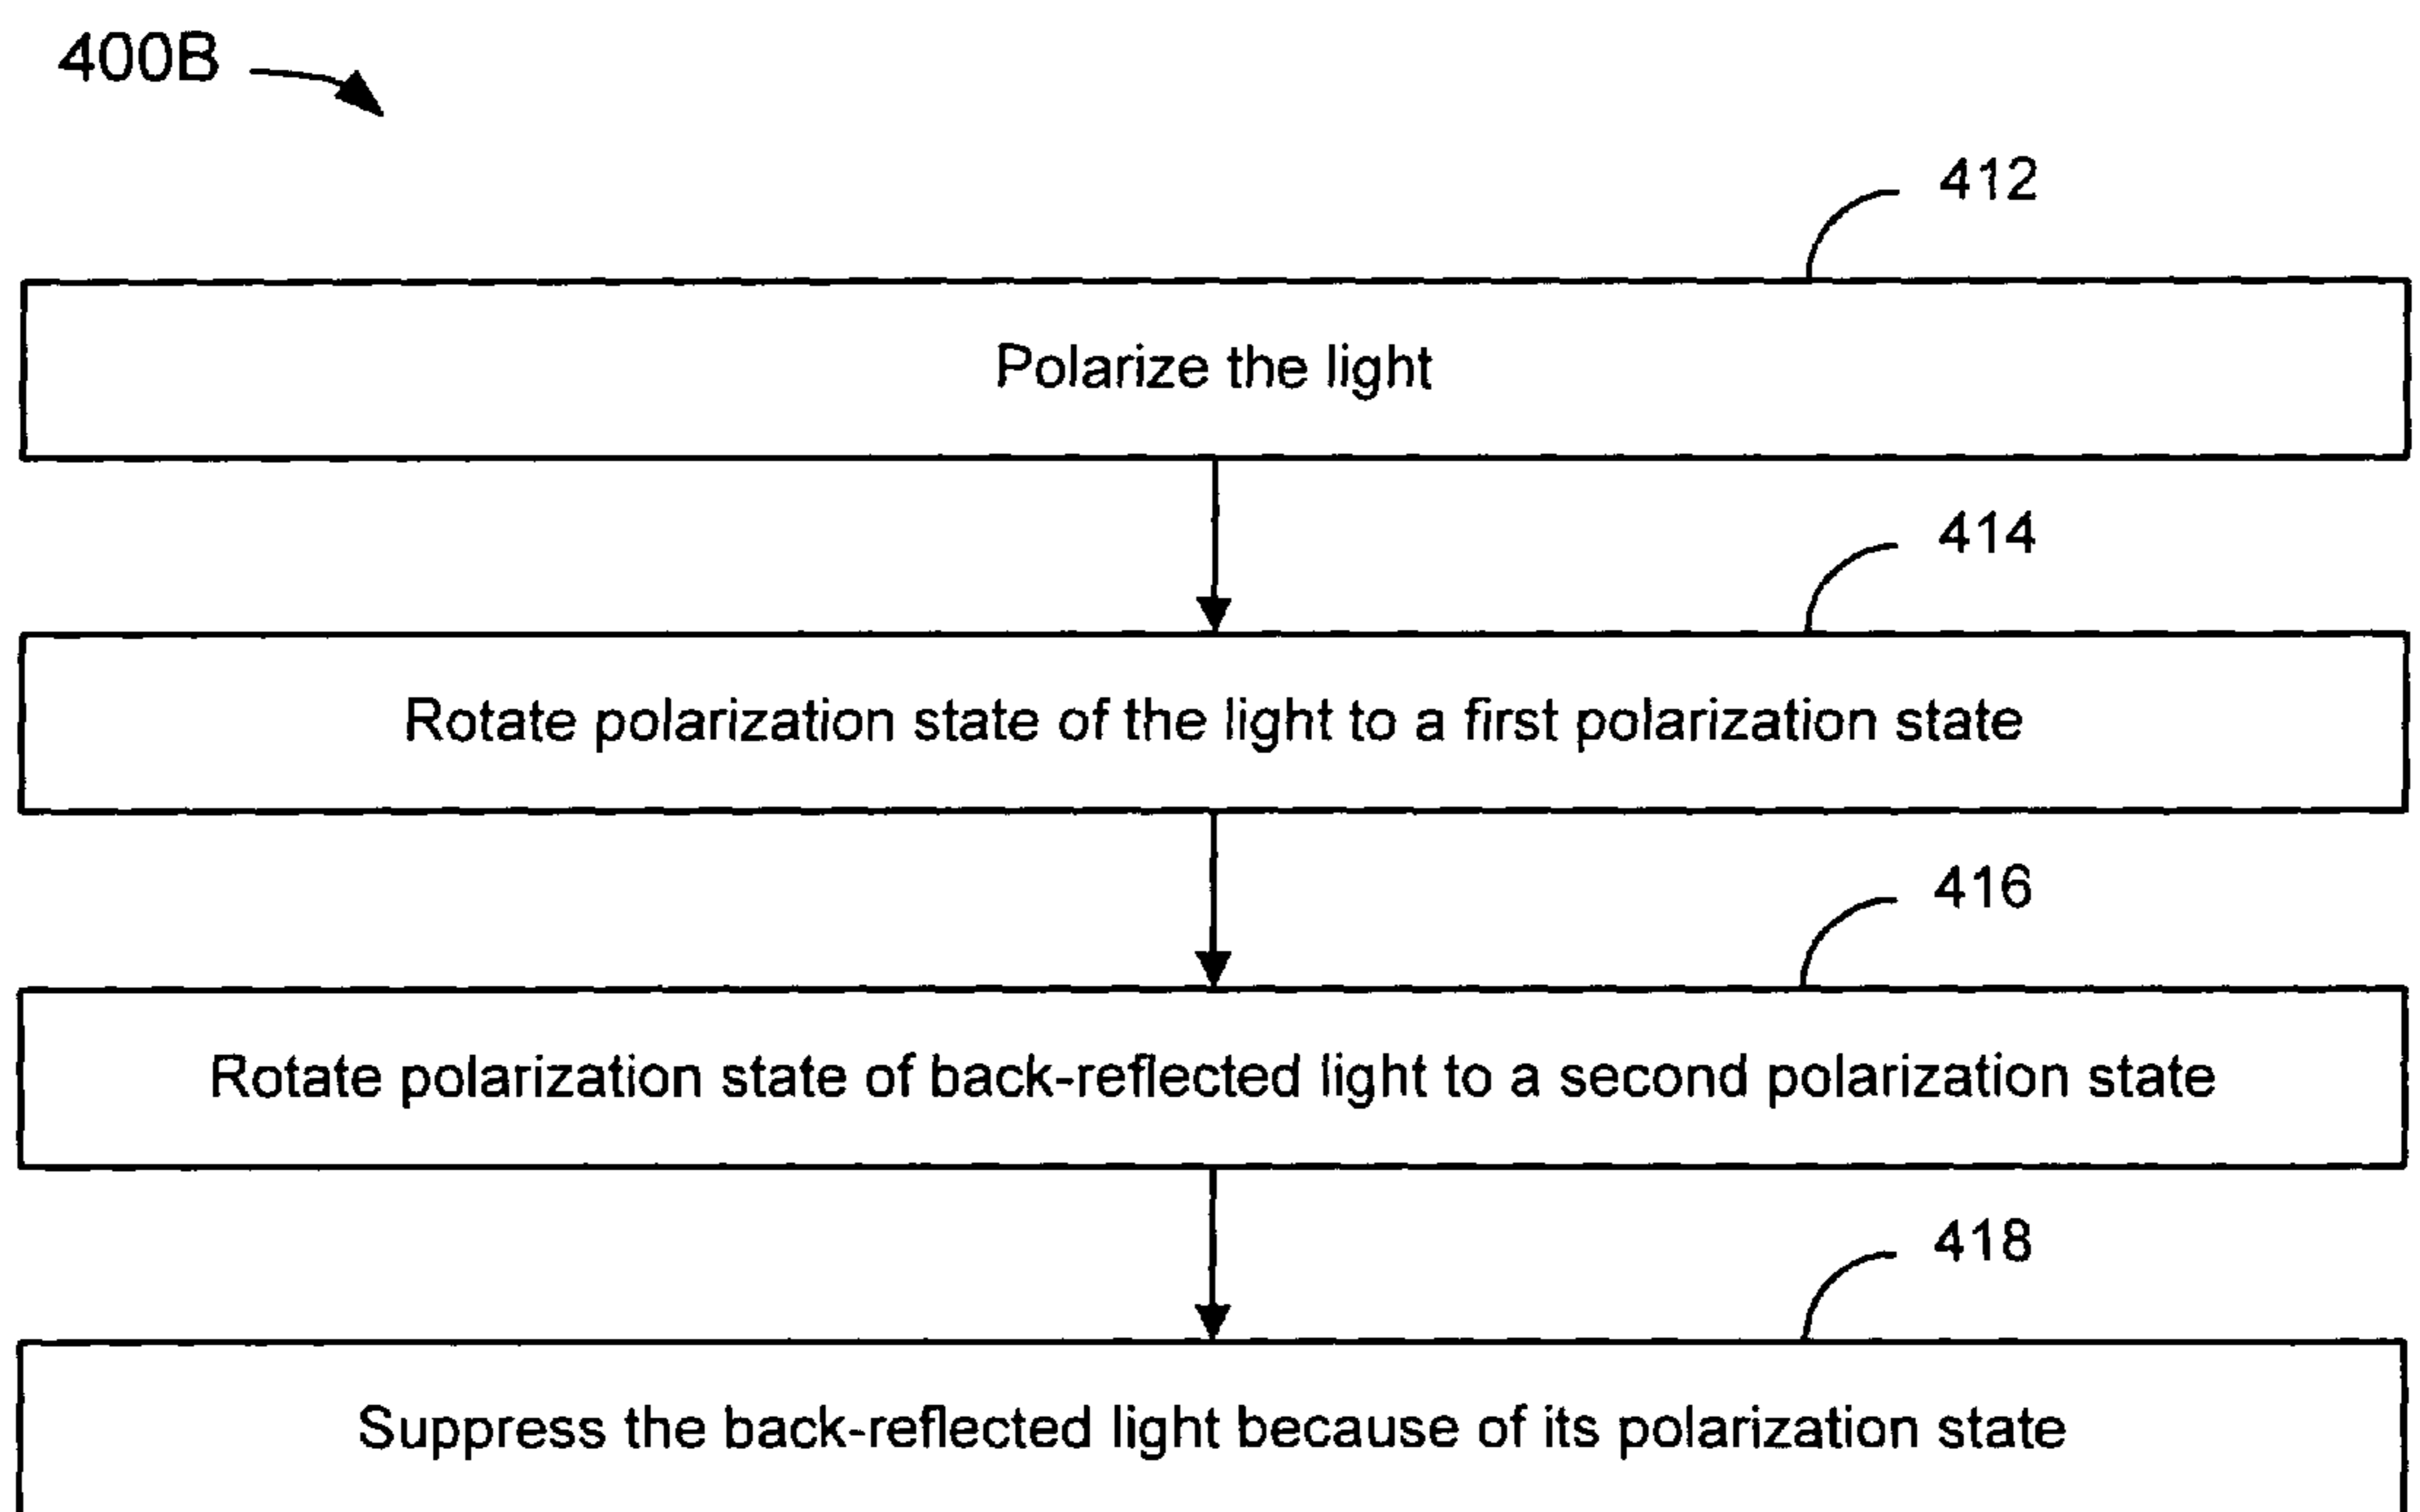 400B
412
Polarize the light
414
Rotate polarization state of the light to a first polarization state
416
Rotate polarization state of back-reflected light to a second polarization state
418
Suppress the back-reflected light because of its polarization state